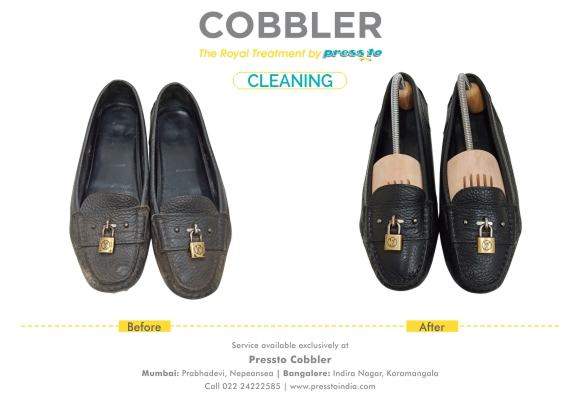 COBBLER
The Royal Treatment by pressto
CLEANING
Before
After
Service available exclusively at
Pressto Cobbler
Mumbai: Prabhadevi, Nepeansea | Bangalore: Indira Nagar, Koramangala
Call 022 24222585 | www.presstoindia.com